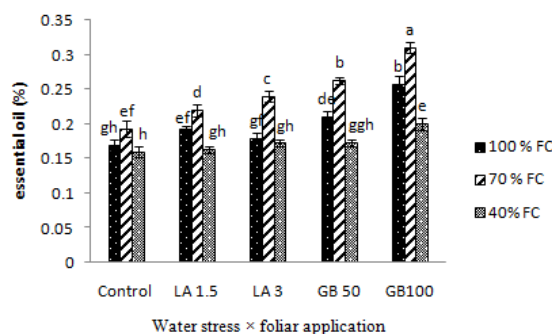 0.35
0.3
0.25
0.2
0.15
0.1
0.05
0
essential oil (%)
gh ef h
ef d gh
gf c gh
de b ggh
b a e
100 % FC
70 % FC
40% FC
Control LA 1.5 LA 3 GB 50 GB100
Water stress × foliar application